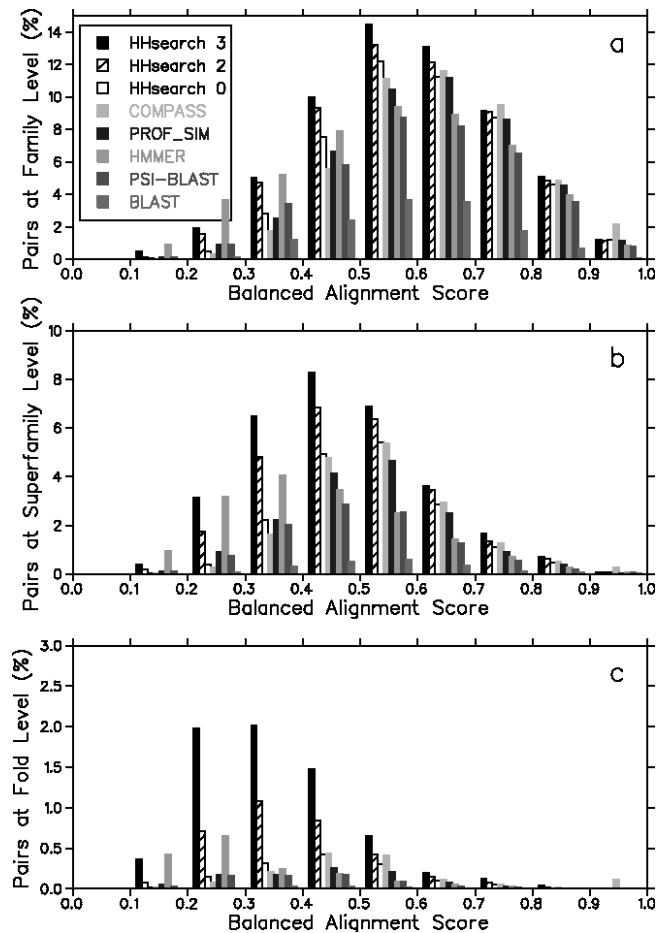 a
Pairs at Family Level (%)
14
12
10
8
6
4
2
0
HHsearch 3
HHsearch 2
HHsearch 0
COMPASS
PROF_SIM
HMMER
PSI-BLAST
BLAST
0.0 0.1 0.2 0.3 0.4 0.5 0.6 0.7 0.8 0.9 1.0
Balanced Alignment Score
b
Pairs at Superfamily Level (%)
10
8
6
4
2
0
0.0 0.1 0.2 0.3 0.4 0.5 0.6 0.7 0.8 0.9 1.0
Balanced Alignment Score
c
Pairs at Fold Level (%)
3.0
2.5
2.0
1.5
1.0
0.5
0.0
0.0 0.1 0.2 0.3 0.4 0.5 0.6 0.7 0.8 0.9 1.0
Balanced Alignment Score